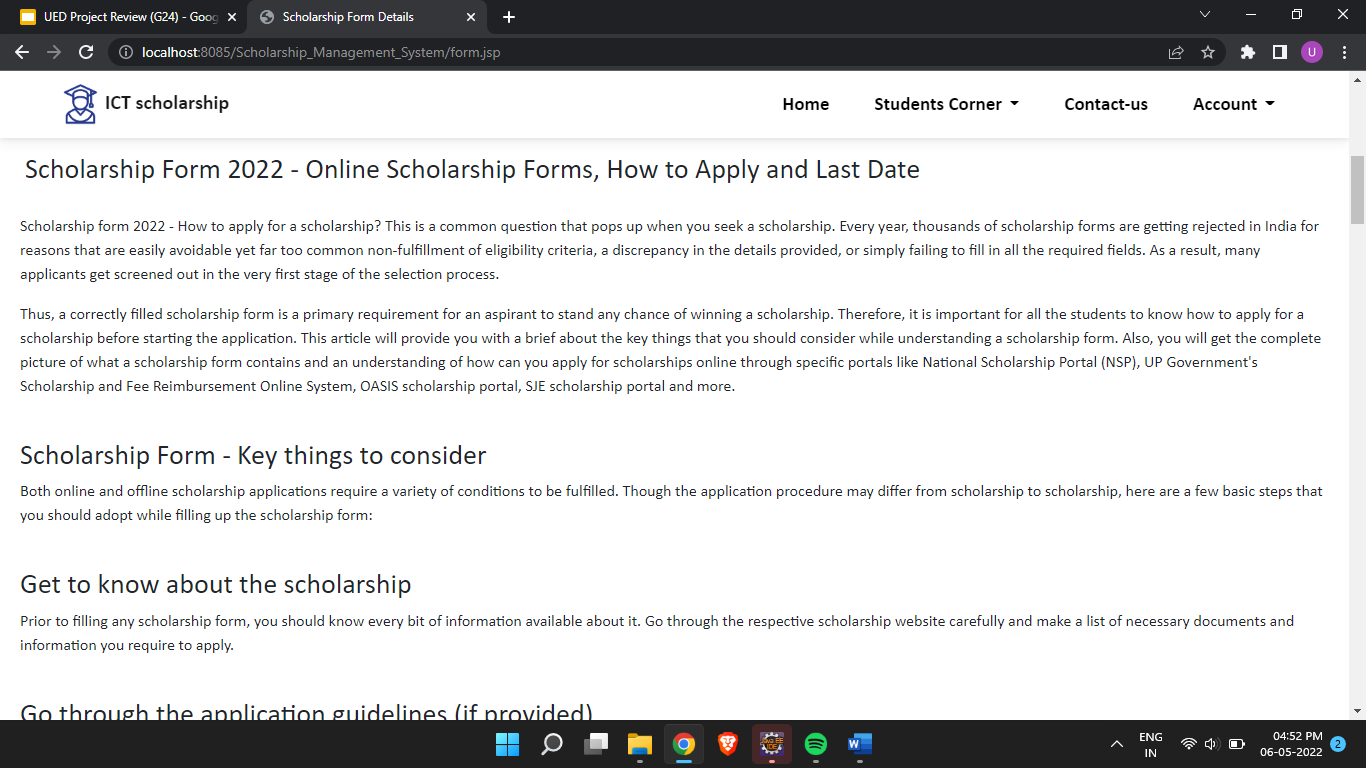 UED Project Review (G24) - Goog
Scholarship Form Details
localhost:8085/Scholarship_Management_System/form.jsp
U
ICT scholarship
Home
Students Corner
Contact-us
Account
Scholarship Form 2022 - Online Scholarship Forms, How to Apply and Last Date
Scholarship form 2022 - How to apply for a scholarship? This is a common question that pops up when you seek a scholarship. Every year, thousands of scholarship forms are getting rejected in India for
reasons that are easily avoidable yet far too common non-fulfillment of eligibility criteria, a discrepancy in the details provided, or simply failing to fill in all the required fields. As a result, many
applicants get screened out in the very first stage of the selection process.
Thus, a correctly filled scholarship form is a primary requirement for an aspirant to stand any chance of winning a scholarship. Therefore, it is important for all the students to know how to apply for a
scholarship before starting the application. This article will provide you with a brief about the key things that you should consider while understanding a scholarship form. Also, you will get the complete
picture of what a scholarship form contains and an understanding of how can you apply for scholarships online through specific portals like National Scholarship Portal (NSP), UP Government's
Scholarship and Fee Reimbursement Online System, OASIS scholarship portal, SJE scholarship portal and more.
Scholarship Form - Key things to consider
Both online and offline scholarship applications require a variety of conditions to be fulfilled. Though the application procedure may differ from scholarship to scholarship, here are a few basic steps that
you should adopt while filling up the scholarship form:
Get to know about the scholarship
Prior to filling any scholarship form, you should know every bit of information available about it. Go through the respective scholarship website carefully and make a list of necessary documents and
information you require to apply.
Go through the application guidelines (if provided)
ENG
IN
04:52 PM
06-05-2022
2